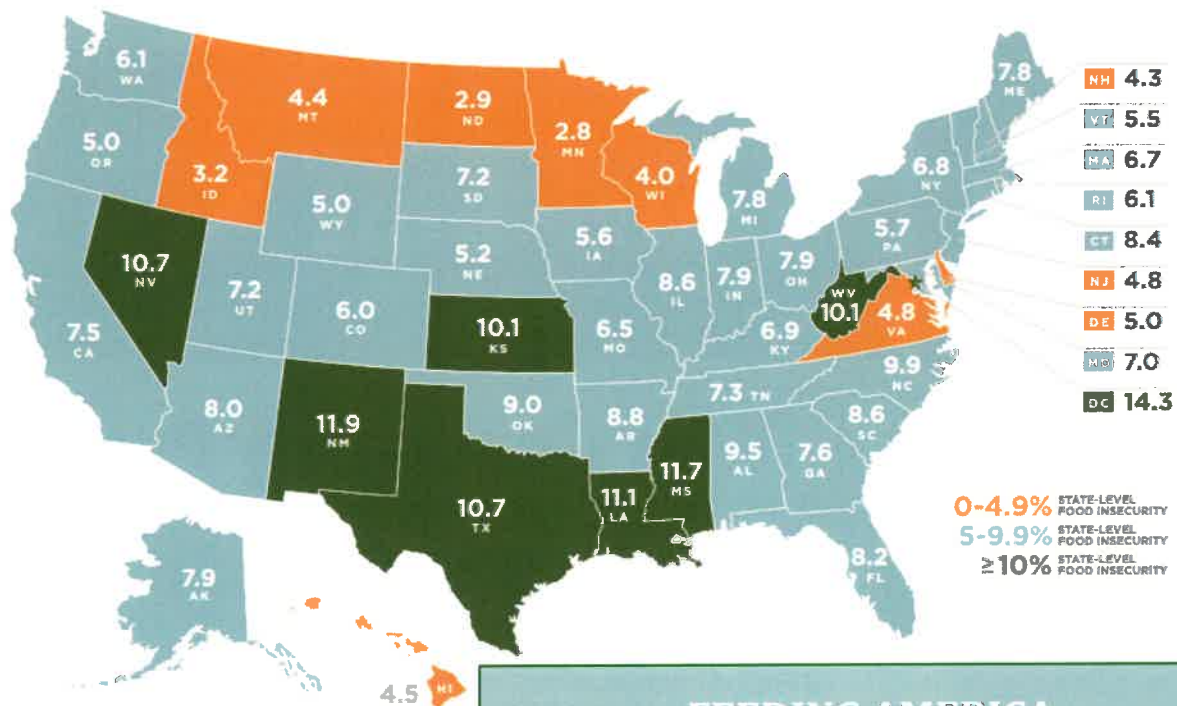 6.1
WA
5.0
OR
3.2
ID
4.4
MT
2.9
ND
2.8
MN
4.0
WI
7.2
SD
5.0
WY
10.7
NV
7.5
CA
7.2
UT
6.0
CO
5.2
NE
5.6
IA
7.8
MI
8.6
IL
7.9
IN
7.9
OH
10.1
KS
6.5
MO
6.9
KY
WV
10.1
4.8
VA
5.7
PA
6.8
NY
7.8
ME
8.0
AZ
11.9
NM
9.0
OK
8.8
AR
7.3 TN
9.9
NC
8.6
SC
10.7
TX
11.1
LA
11.7
MS
9.5
AL
7.6
GA
8.2
FL
7.9
AK
4.5 HI
NH 4.3
VT 5.5
MA 6.7
RI 6.1
CT 8.4
NJ 4.8
DE 5.0
MD 7.0
DC 14.3
0-4.9% STATE-LEVEL
FOOD INSECURITY
5-9.9% STATE-LEVEL
FOOD INSECURITY
≥10% STATE-LEVEL
FOOD INSECURITY
FEEDING AMERICA